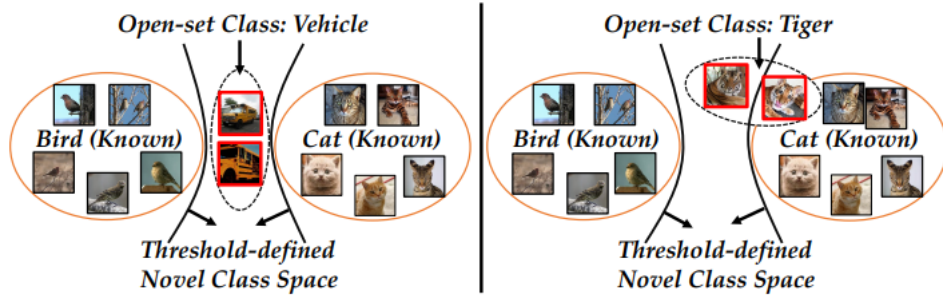 Open-set Class: Vehicle
Bird (Known)
Cat (Known)
Threshold-defined
Novel Class Space
Open-set Class: Tiger
Bird (Known)
Cat (Known)
Threshold-defined
Novel Class Space